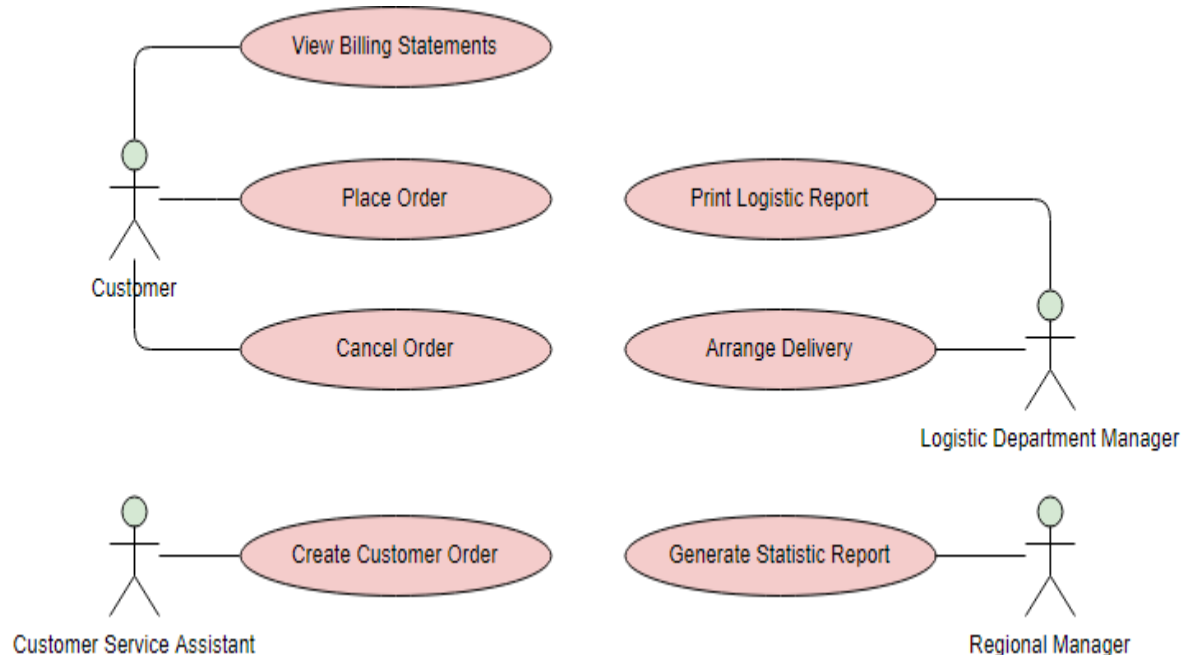 View Billing Statements
Place Order
Print Logistic Report
Customer
Cancel Order
Arrange Delivery
Logistic Department Manager
Create Customer Order
Generate Statistic Report
Customer Service Assistant
Regional Manager